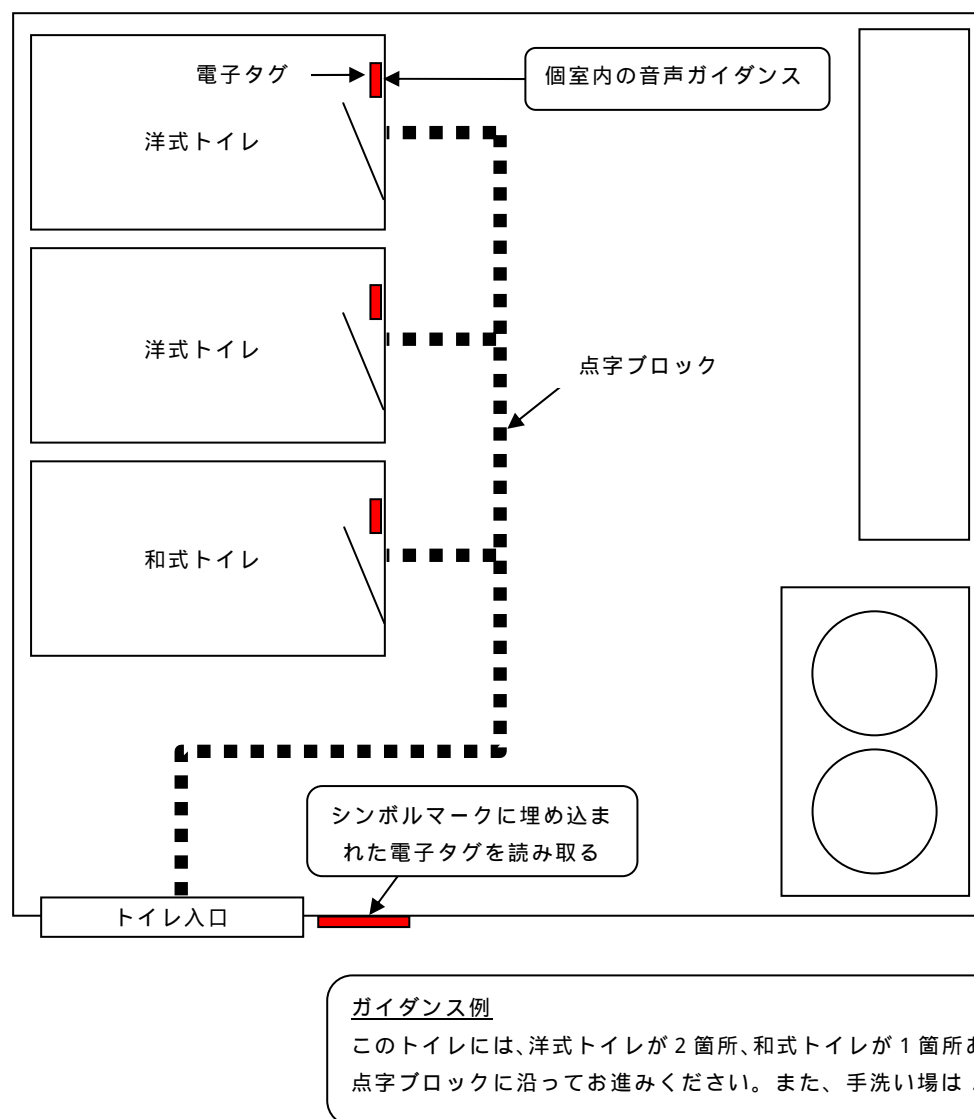 電子タグ
個室内の音声ガイダンス
洋式トイレ
洋式トイレ
点字ブロック
和式トイレ
シンボルマークに埋め込ま
れた電子タグを読み取る
トイレ入口
ガイダンス例
このトイレには、洋式トイレが2箇所、和式トイレが1箇所
点字ブロックに沿ってお進みください。また、手洗い場は